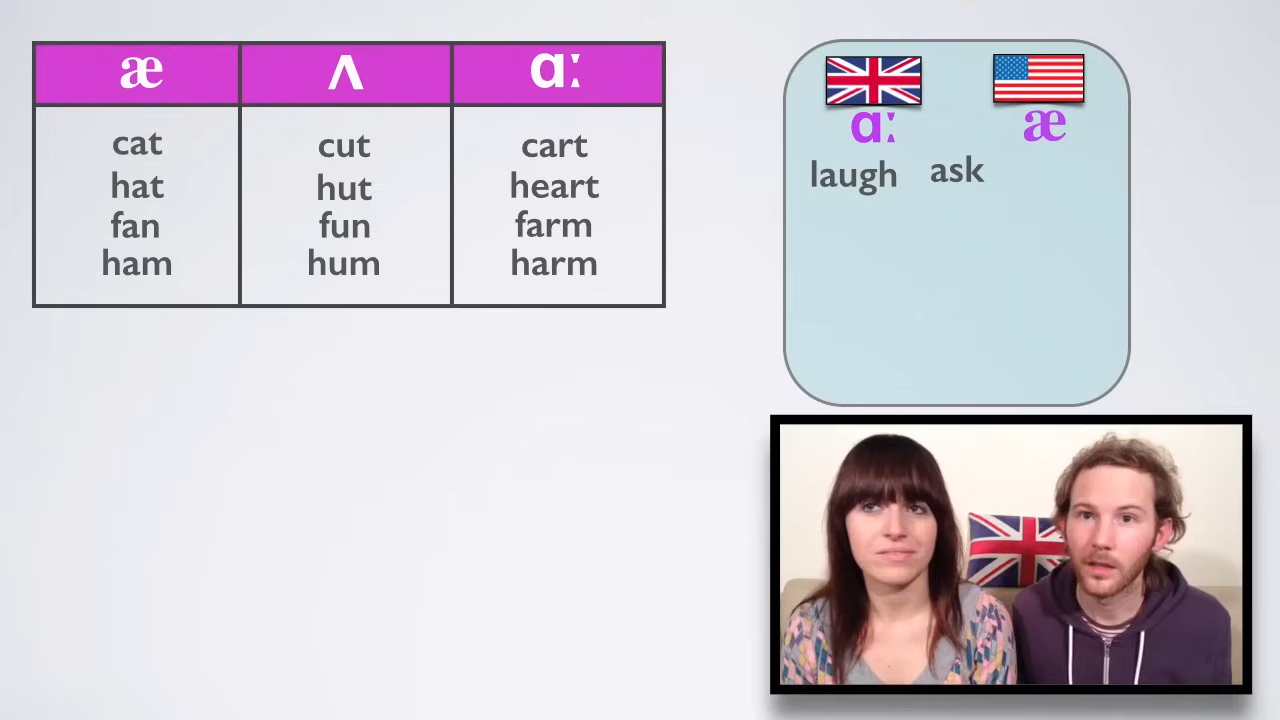 æ ʌ ɑː
cat cut cart
hat hut heart
fan fun farm
ham hum harm
ɑː æ
laugh ask